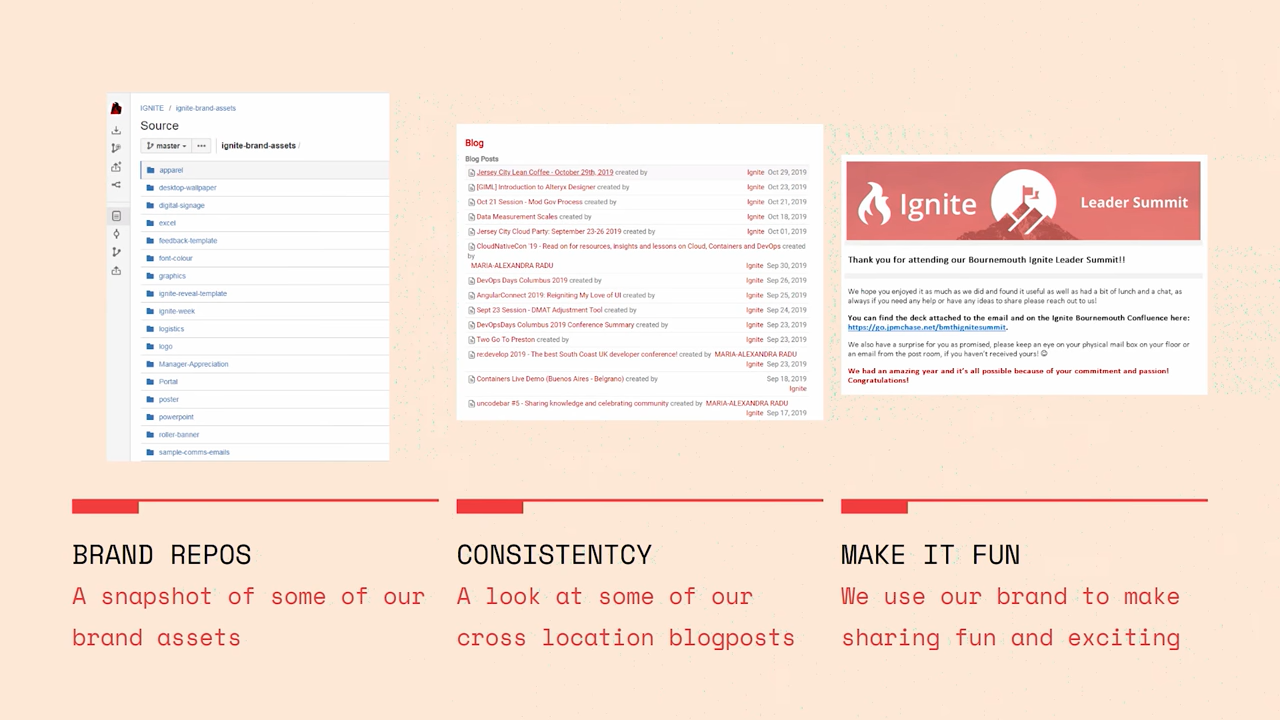 IGNITE / ignite-brand-assets
Source
master
ignite-brand-assets /
apparel
desktop-wallpaper
digital-signage
excel
feedback-template
font-colour
graphics
ignite-reveal-template
ignite-week
logistics
logo
Manager-Appreciation
Portal
poster
powerpoint
roller-banner
sample-comms-emails
Blog
Blog Posts
Jersey City Lean Coffee - October 29th, 2019 created by Ignite Oct 29, 2019
[GIML] Introduction to Alteryx Designer created by Ignite Oct 23, 2019
Oct 21 Session - Mod Gov Process created by Ignite Oct 21, 2019
Data Measurement Scales created by Ignite Oct 18, 2019
Jersey City Cloud Party: September 23-26 2019 created by Ignite Oct 01, 2019
CloudNativeCon '19 - Read on for resources, insights and lessons on Cloud, Containers and DevOps created
by
MARIA-ALEXANDRA RADU Ignite Sep 30, 2019
DevOps Days Columbus 2019 created by Ignite Sep 26, 2019
AngularConnect 2019: Reigniting My Love of UI created by Ignite Sep 25, 2019
Sept 23 Session - DMAT Adjustment Tool created by Ignite Sep 24, 2019
DevOpsDays Columbus 2019 Conference Summary created by Ignite Sep 23, 2019
Two Go To Preston created by Ignite Sep 23, 2019
re:develop 2019 - The best South Coast UK developer conference! created by MARIA-ALEXANDRA RADU
Ignite Sep 23, 2019
Containers Live Demo (Buenos Aires - Belgrano) created by Sep 18, 2019
Ignite
uncodebar #5 - Sharing knowledge and celebrating community created by MARIA-ALEXANDRA RADU
Ignite Sep 17, 2019
Ignite Leader Summit
Thank you for attending our Bournemouth Ignite Leader Summit!!
We hope you enjoyed it as much as we did and found it useful as well as had a bit of lunch and a chat, as
always if you need any help or have any ideas to share please reach out to us!
You can find the deck attached to the email and on the Ignite Bournemouth Confluence here:
https://go.jpmchase.net/bmthignitesummit.
We also have a surprise for you as promised, please keep an eye on your physical mail box on your floor or
an email from the post room, if you haven't received yours! ☺
We had an amazing year and it's all possible because of your commitment and passion!
Congratulations!
BRAND REPOS
A snapshot of some of our
brand assets
CONSISTENTCY
A look at some of our
cross location blogposts
MAKE IT FUN
We use our brand to make
sharing fun and exciting